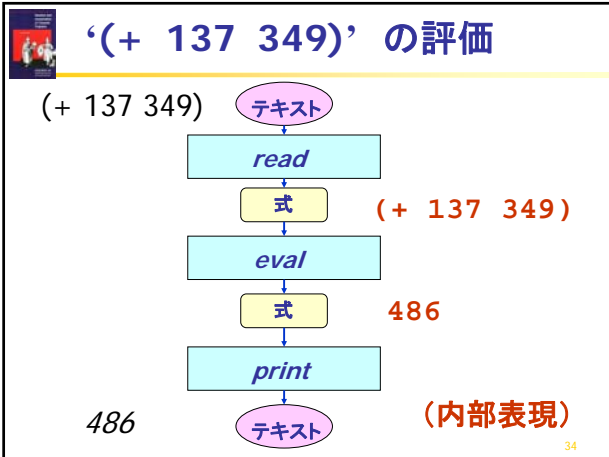 ‘(+ 137 349)’ の評価
(+ 137 349)
テキスト
read
式
(+ 137 349)
eval
式
486
print
486
テキスト
(内部表現)
34